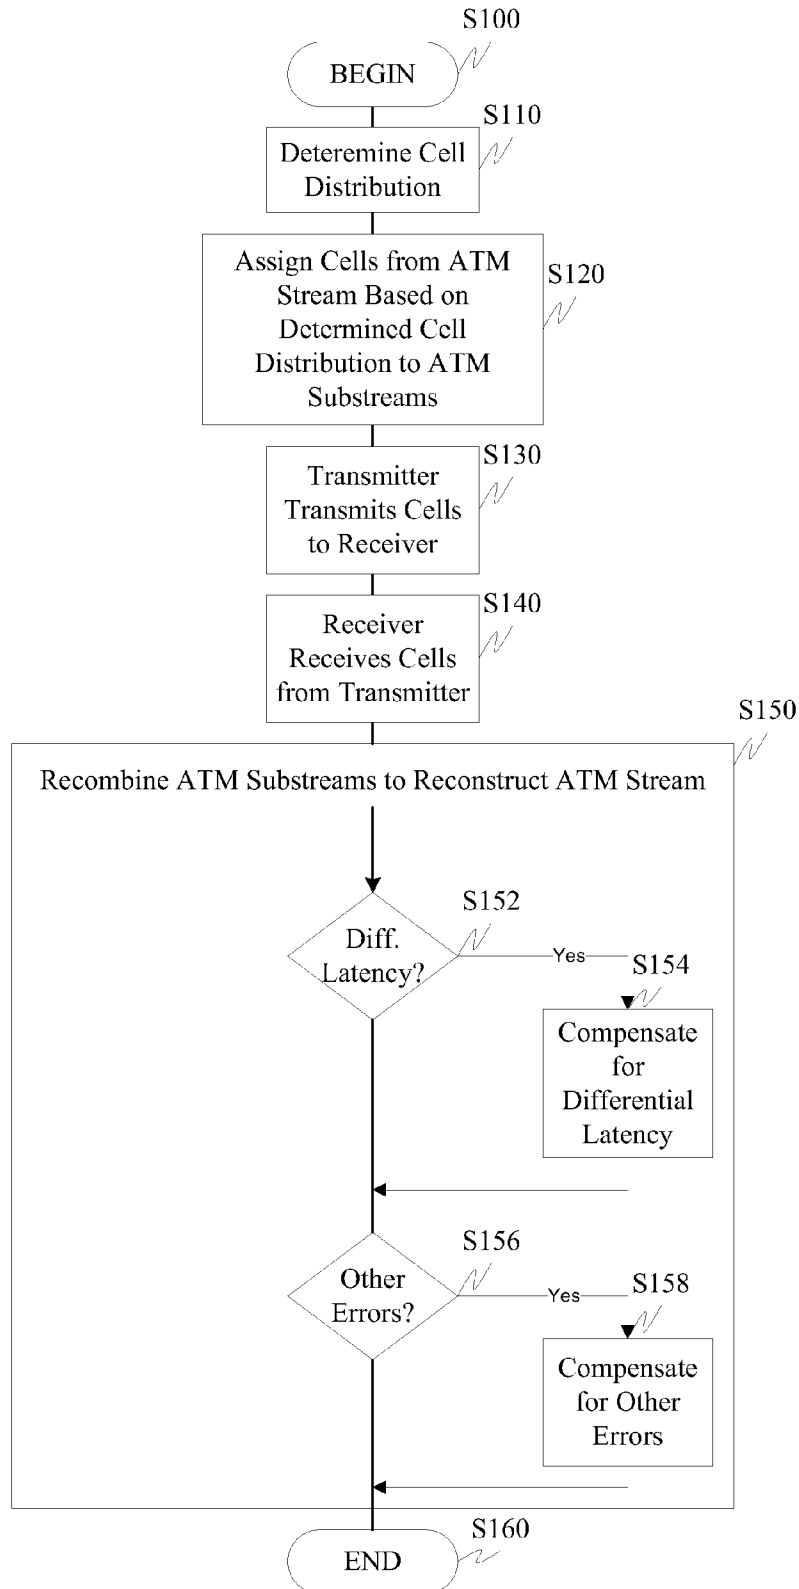 S100
BEGIN
S110
Deteremine Cell
Distribution
S120
Assign Cells from ATM
Stream Based on
Determined Cell
Distribution to ATM
Substreams
S130
Transmitter
Transmits Cells
to Receiver
S140
Receiver
Receives Cells
from Transmitter
S150
Recombine ATM Substreams to Reconstruct ATM Stream
S152
Diff.
Latency?
Yes
S154
Compensate
for
Differential
Latency
S156
Other
Errors?
Yes
S158
Compensate
for Other
Errors
S160
END